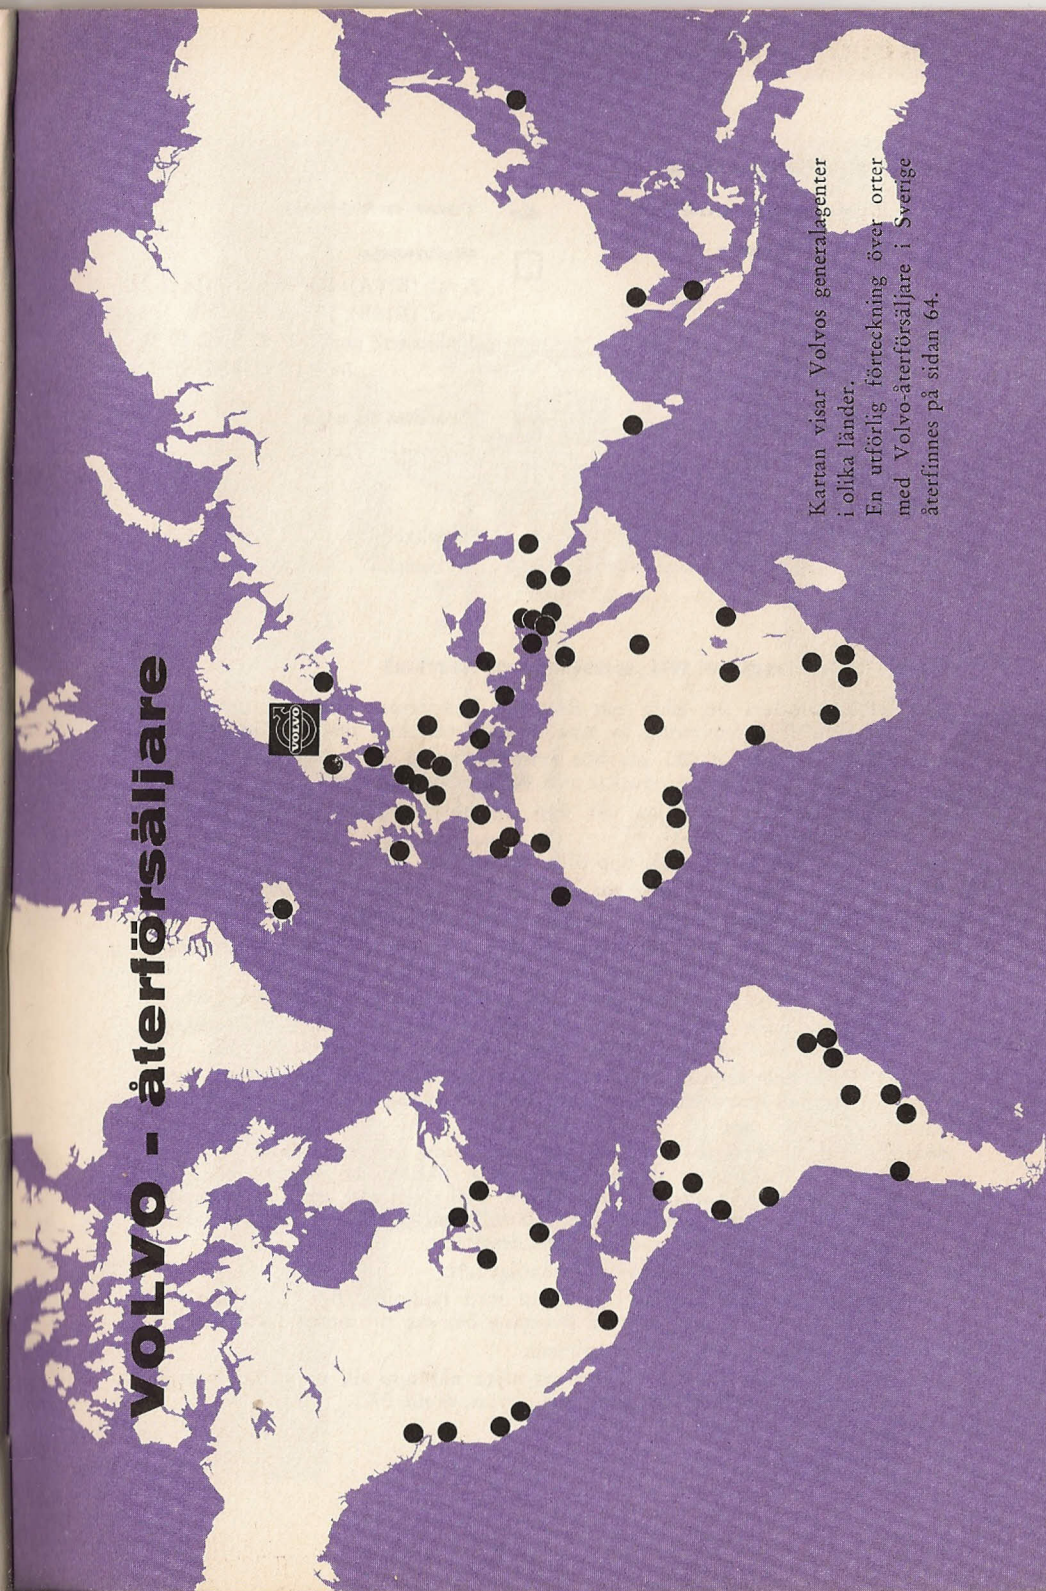 VOLVO - återförsäljare
VOLVO
Kartan visar Volvos generalagenter
i olika länder.
En utförlig förteckning över orter
med Volvo-återförsäljare i Sverige
återfinnes på sidan 64.